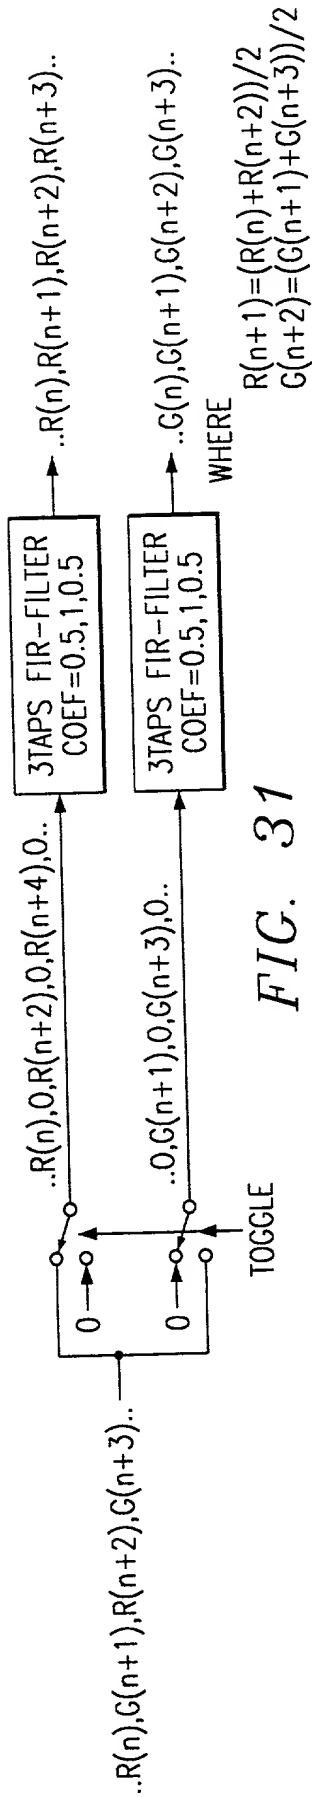 ..R(n),G(n+1),R(n+2),G(n+3)..
0
0
TOGGLE
..R(n),0,R(n+2),0,R(n+4),0..
..0,G(n+1),0,G(n+3),0..
3TAPS FIR-FILTER
COEF=0.5,1,0.5
3TAPS FIR-FILTER
COEF=0.5,1,0.5
..R(n),R(n+1),R(n+2),R(n+3)..
..G(n),G(n+1),G(n+2),G(n+3)..
WHERE
R(n+1)=(R(n)+R(n+2))/2
G(n+2)=(G(n+1)+G(n+3))/2
FIG. 31